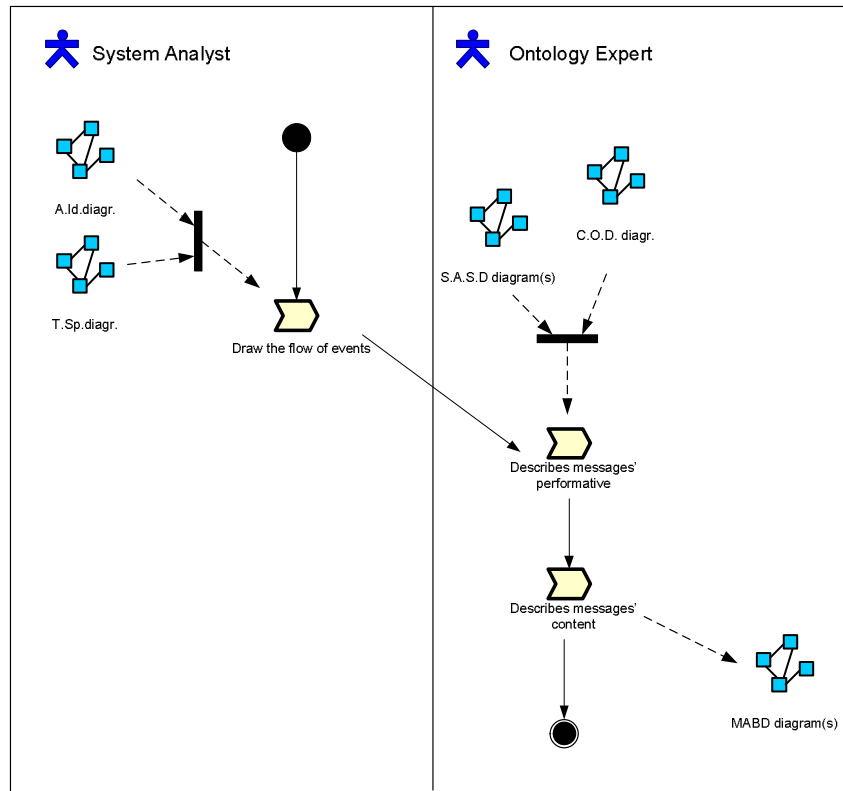 System Analyst
Ontology Expert
A.Id.diagr.
T.Sp.diagr.
Draw the flow of events
C.O.D. diagr.
S.A.S.D diagram(s)
Describes messages'
performative
Describes messages'
content
MABD diagram(s)